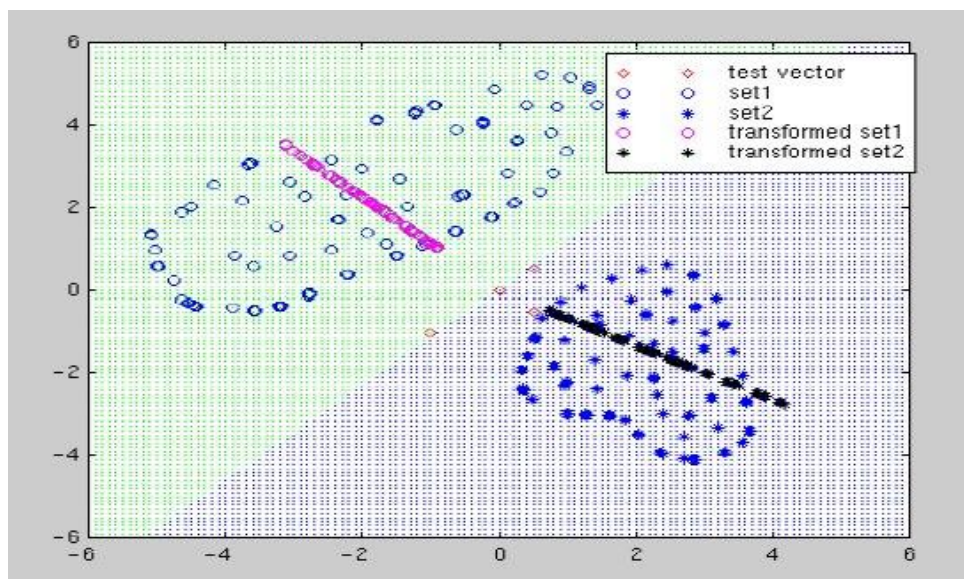 6
4
2
0
-2
-4
-6
-6
-4
-2
0
2
4
6
test vector
set1
set2
transformed set1
transformed set2